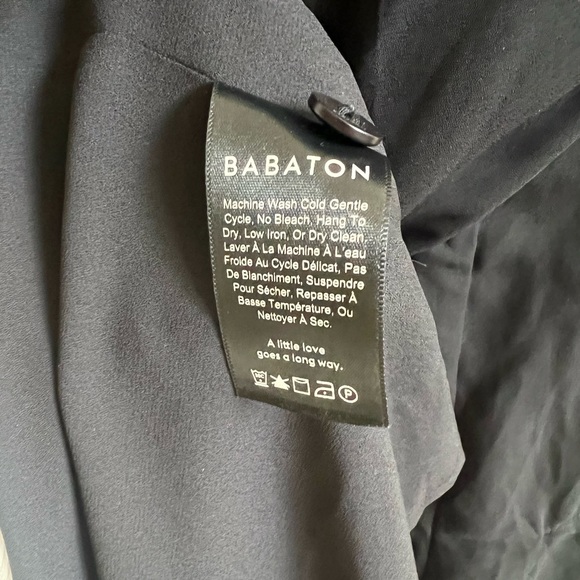 BABATON
Machine Wash Cold Gentle
Cycle, No Bleach, Hang To
Dry, Low Iron, Or Dry Clean.
Laver À La Machine À L'eau
Froide Au Cycle Délicat, Pas
De Blanchiment, Suspendre
Pour Sécher, Repasser À
Basse Température, Ou
Nettoyer À Sec.
A little love
goes a long way.
P